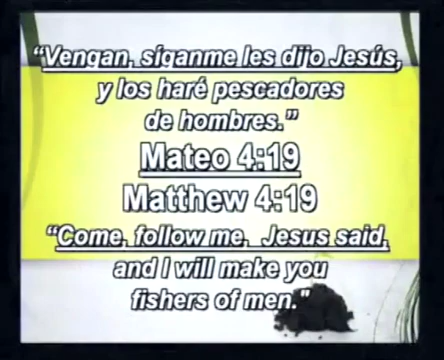 “Vengan, síganme les dijo Jesús,
y los haré pescadores
de hombres.”
Mateo 4:19
Matthew 4:19
“Come, follow me,  Jesus said,
and I will make you
fishers of men.”